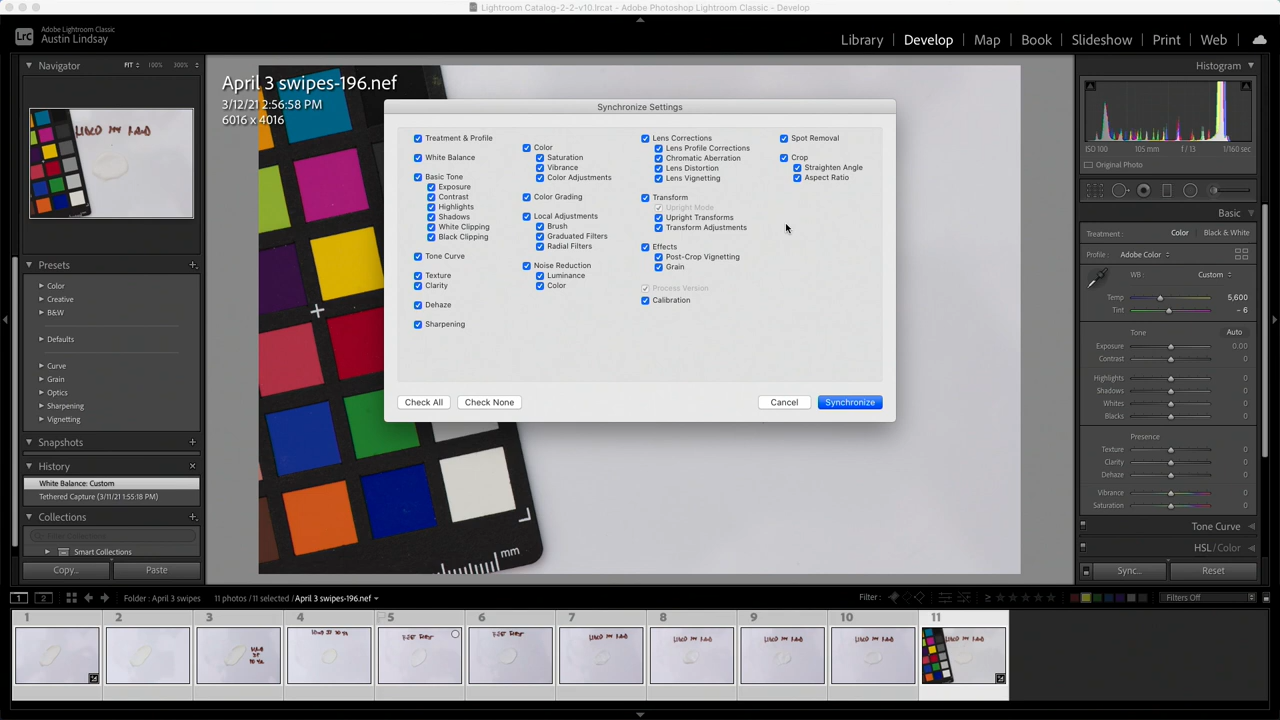 Lightroom Catalog-2-2-v10.lrcat - Adobe Photoshop Lightroom Classic - Develop
Lrc
Adobe Lightroom Classic
Austin Lindsay
Library | Develop | Map | Book | Slideshow | Print | Web
Navigator
FIT
100%
300%
April 3 swipes-196.nef
3/12/21 2:56:58 PM
6016 x 4016
Presets
Color
Creative
B&W
Defaults
Curve
Grain
Optics
Sharpening
Vignetting
Snapshots
History
White Balance: Custom
Tethered Capture (3/11/21 1:55:18 PM)
Collections
Smart Collections
Copy...
Paste
Synchronize Settings
Treatment & Profile
White Balance
Basic Tone
Exposure
Contrast
Highlights
Shadows
White Clipping
Black Clipping
Tone Curve
Texture
Clarity
Dehaze
Sharpening
Color
Saturation
Vibrance
Color Adjustments
Color Grading
Local Adjustments
Brush
Graduated Filters
Radial Filters
Noise Reduction
Luminance
Color
Lens Corrections
Lens Profile Corrections
Chromatic Aberration
Lens Distortion
Lens Vignetting
Transform
Upright Mode
Upright Transforms
Transform Adjustments
Effects
Post-Crop Vignetting
Grain
Process Version
Calibration
Spot Removal
Crop
Straighten Angle
Aspect Ratio
Check All
Check None
Cancel
Synchronize
mm
Histogram
ISO 100
105 mm
f / 13
1/160 sec
Original Photo
Basic
Treatment :
Color
Black & White
Profile :
Adobe Color
WB :
Custom
Temp
5,600
Tint
– 6
Tone
Auto
Exposure
0.00
Contrast
0
Highlights
0
Shadows
0
Whites
0
Blacks
0
Presence
Texture
0
Clarity
0
Dehaze
0
Vibrance
0
Saturation
0
Tone Curve
HSL / Color
Sync...
Reset
1
2
Folder : April 3 swipes
11 photos / 11 selected / April 3 swipes-196.nef
Filter :
≥
Filters Off
1
2
3
4
5
6
7
8
9
10
11